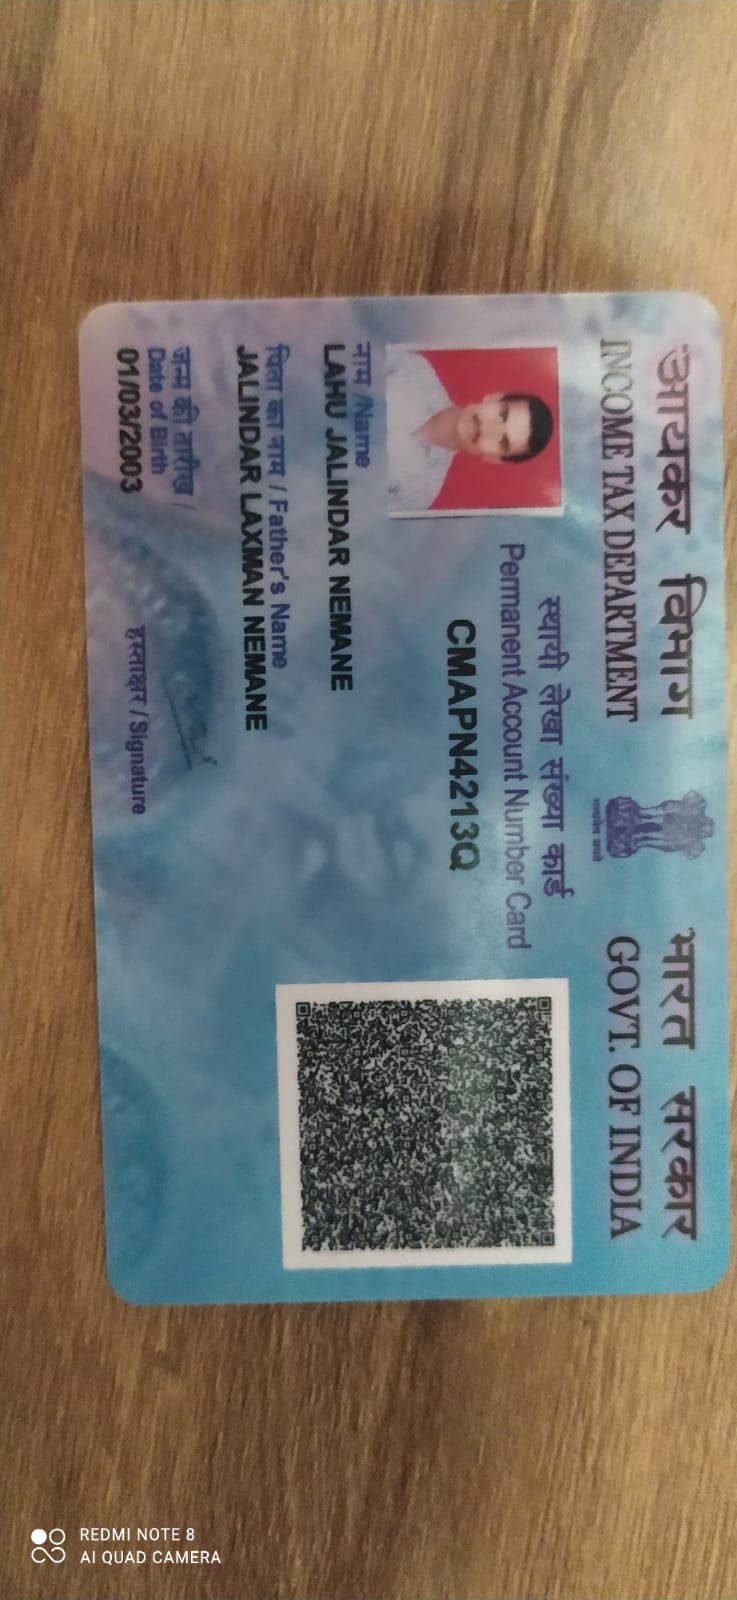 आयकर विभाग
INCOME TAX DEPARTMENT
भारत सरकार
GOVT. OF INDIA
सत्यमेव जयते
स्थायी लेखा संख्या कार्ड
Permanent Account Number Card
CMAPN4213Q
नाम /Name
LAHU JALINDAR NEMANE
पिता का नाम / Father's Name
JALINDAR LAXMAN NEMANE
जन्म की तारीख /
Date of Birth
01/03/2003
हस्ताक्षर / Signature
REDMI NOTE 8
AI QUAD CAMERA